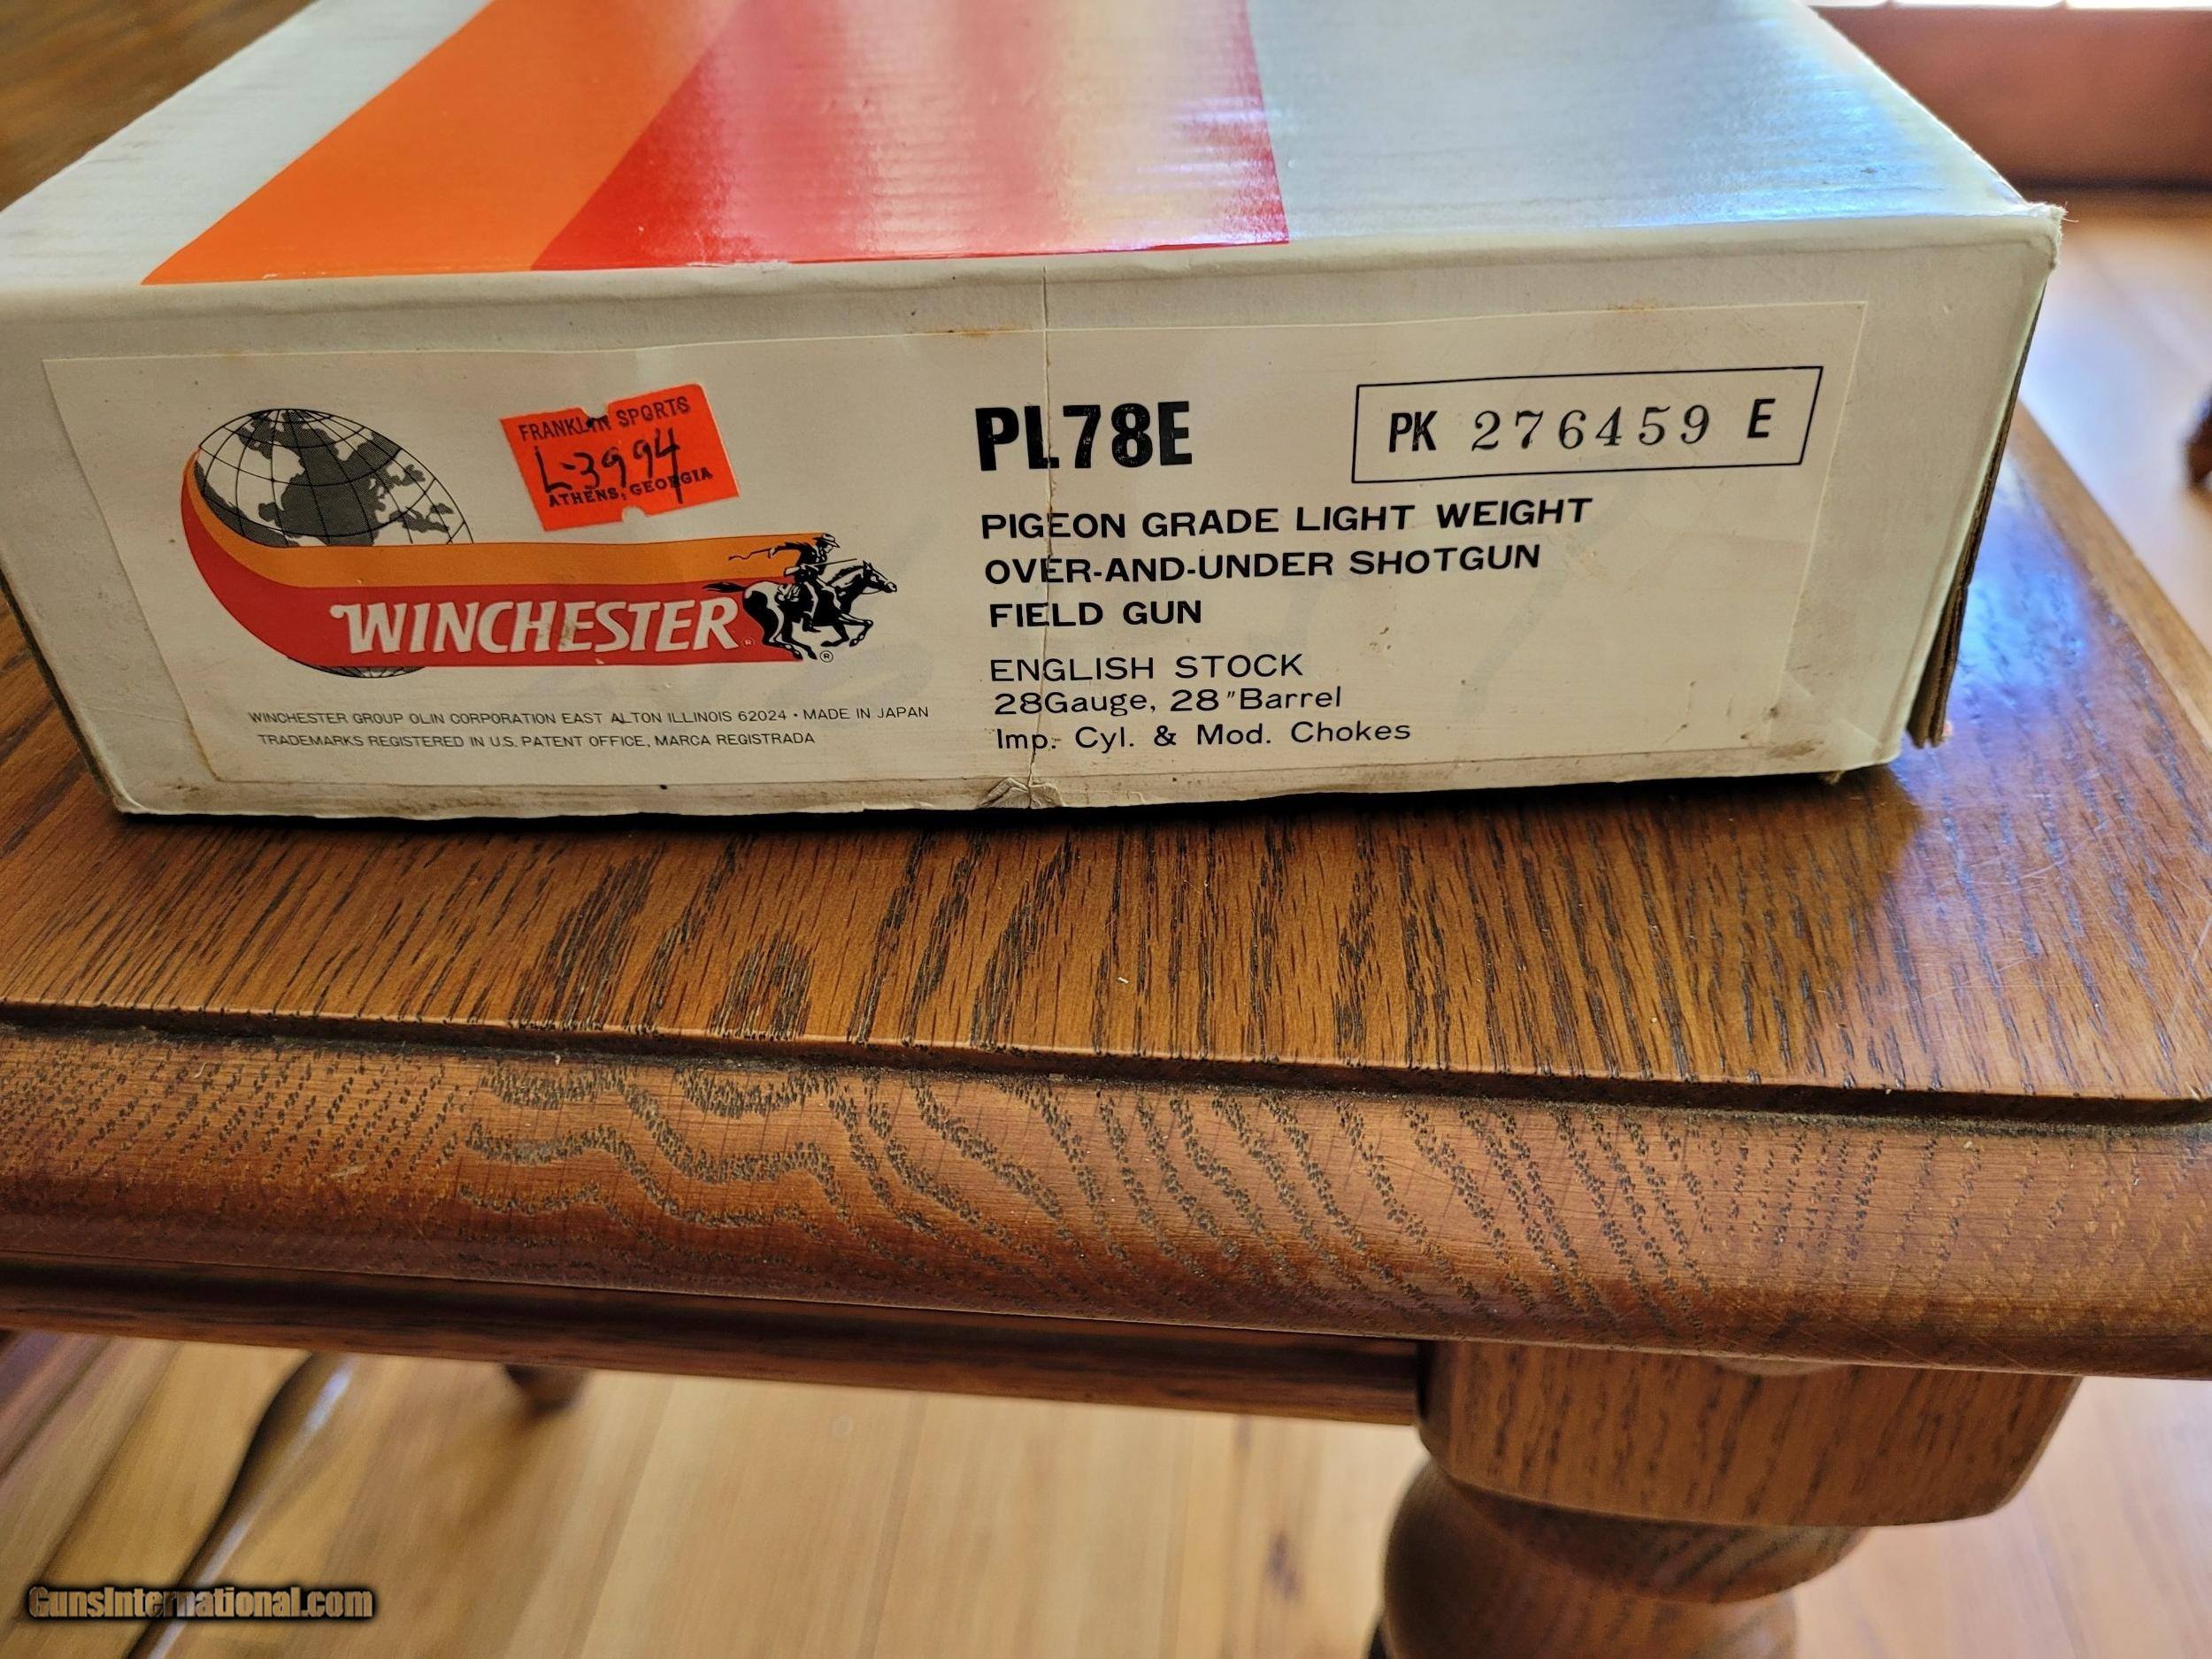 FRANKLIN SPORTS
L-3994
ATHENS, GEORGIA
WINCHESTER®
®
WINCHESTER GROUP OLIN CORPORATION EAST ALTON ILLINOIS 62024 • MADE IN JAPAN
TRADEMARKS REGISTERED IN U.S. PATENT OFFICE, MARCA REGISTRADA
PL78E
PK 276459 E
PIGEON GRADE LIGHT WEIGHT
OVER-AND-UNDER SHOTGUN
FIELD GUN
ENGLISH STOCK
28Gauge, 28"Barrel
Imp. Cyl. & Mod. Chokes
GunsInternational.com